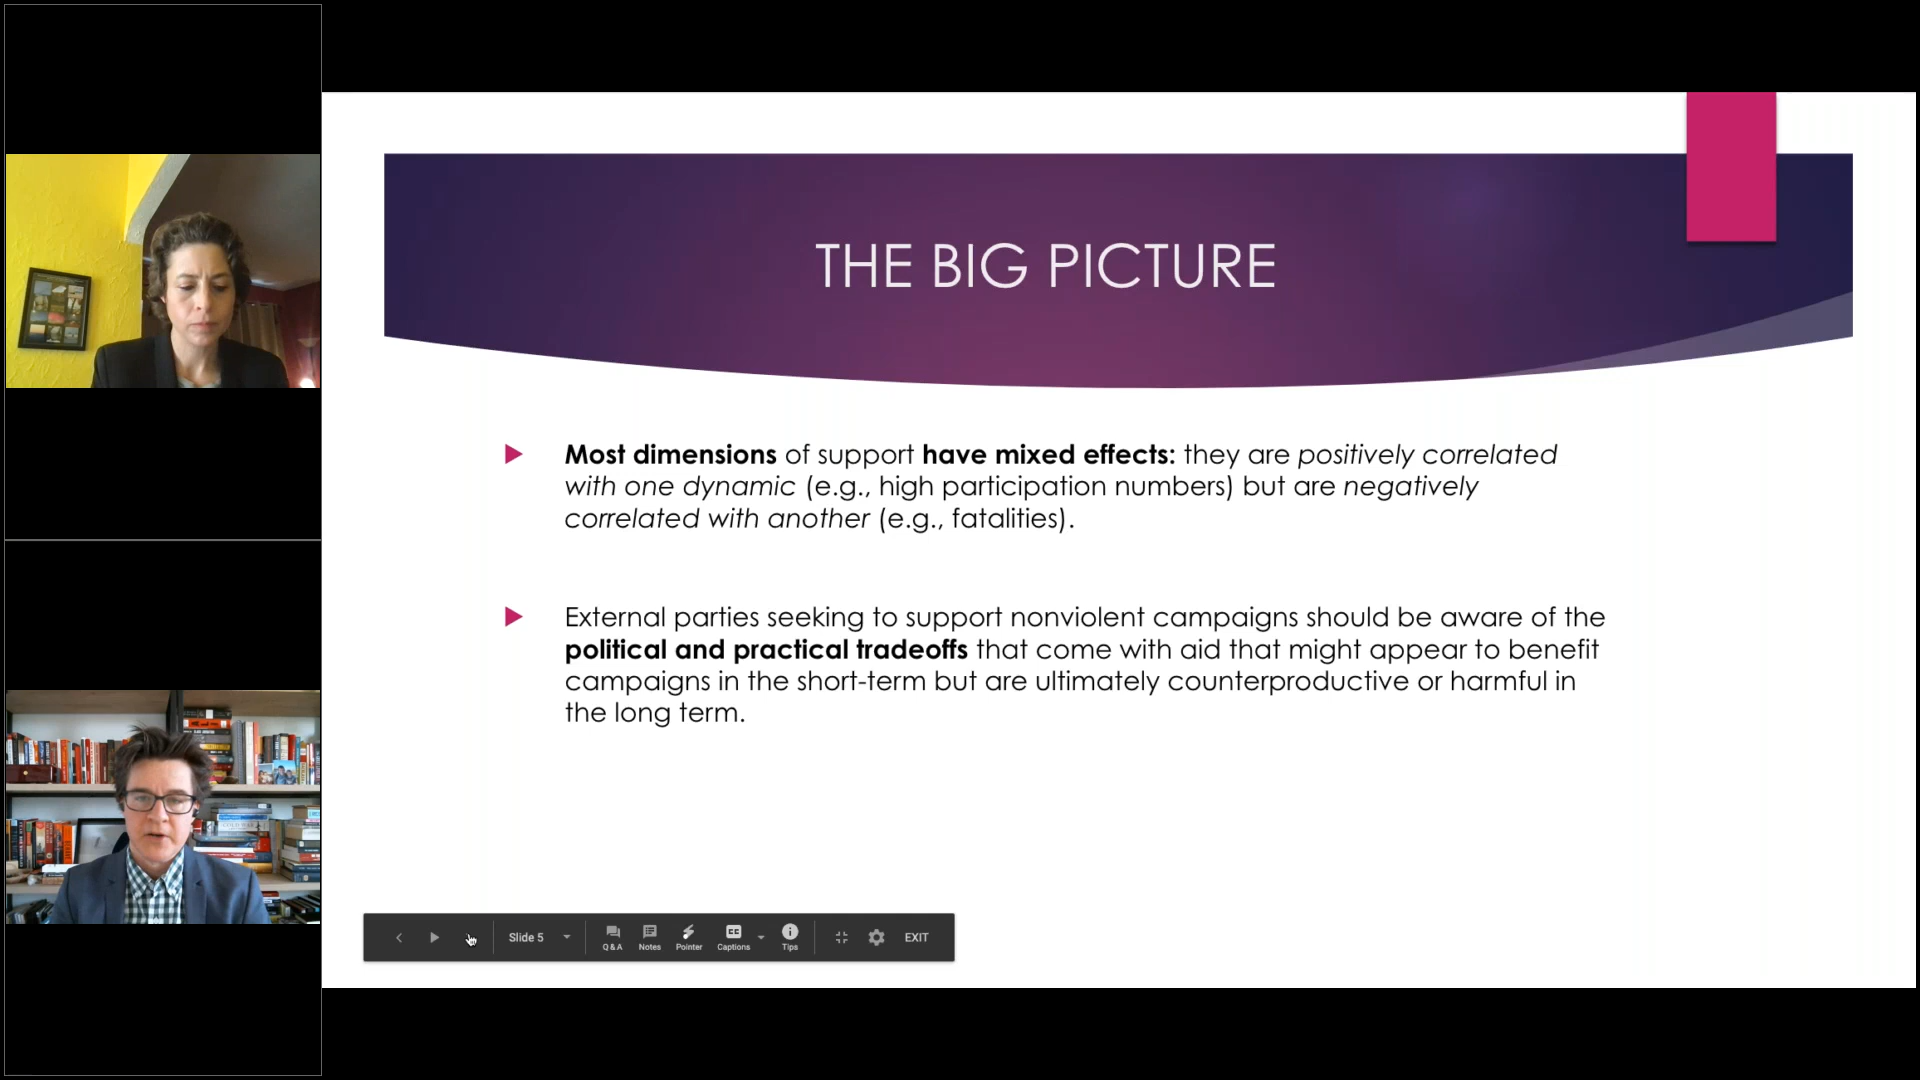 THE BIG PICTURE
Most dimensions of support have mixed effects: they are positively correlated
with one dynamic (e.g., high participation numbers) but are negatively
correlated with another (e.g., fatalities).
External parties seeking to support nonviolent campaigns should be aware of the
political and practical tradeoffs that come with aid that might appear to benefit
campaigns in the short-term but are ultimately counterproductive or harmful in
the long term.
Slide 5
Q&A
Notes
Pointer
Captions
Tips
EXIT